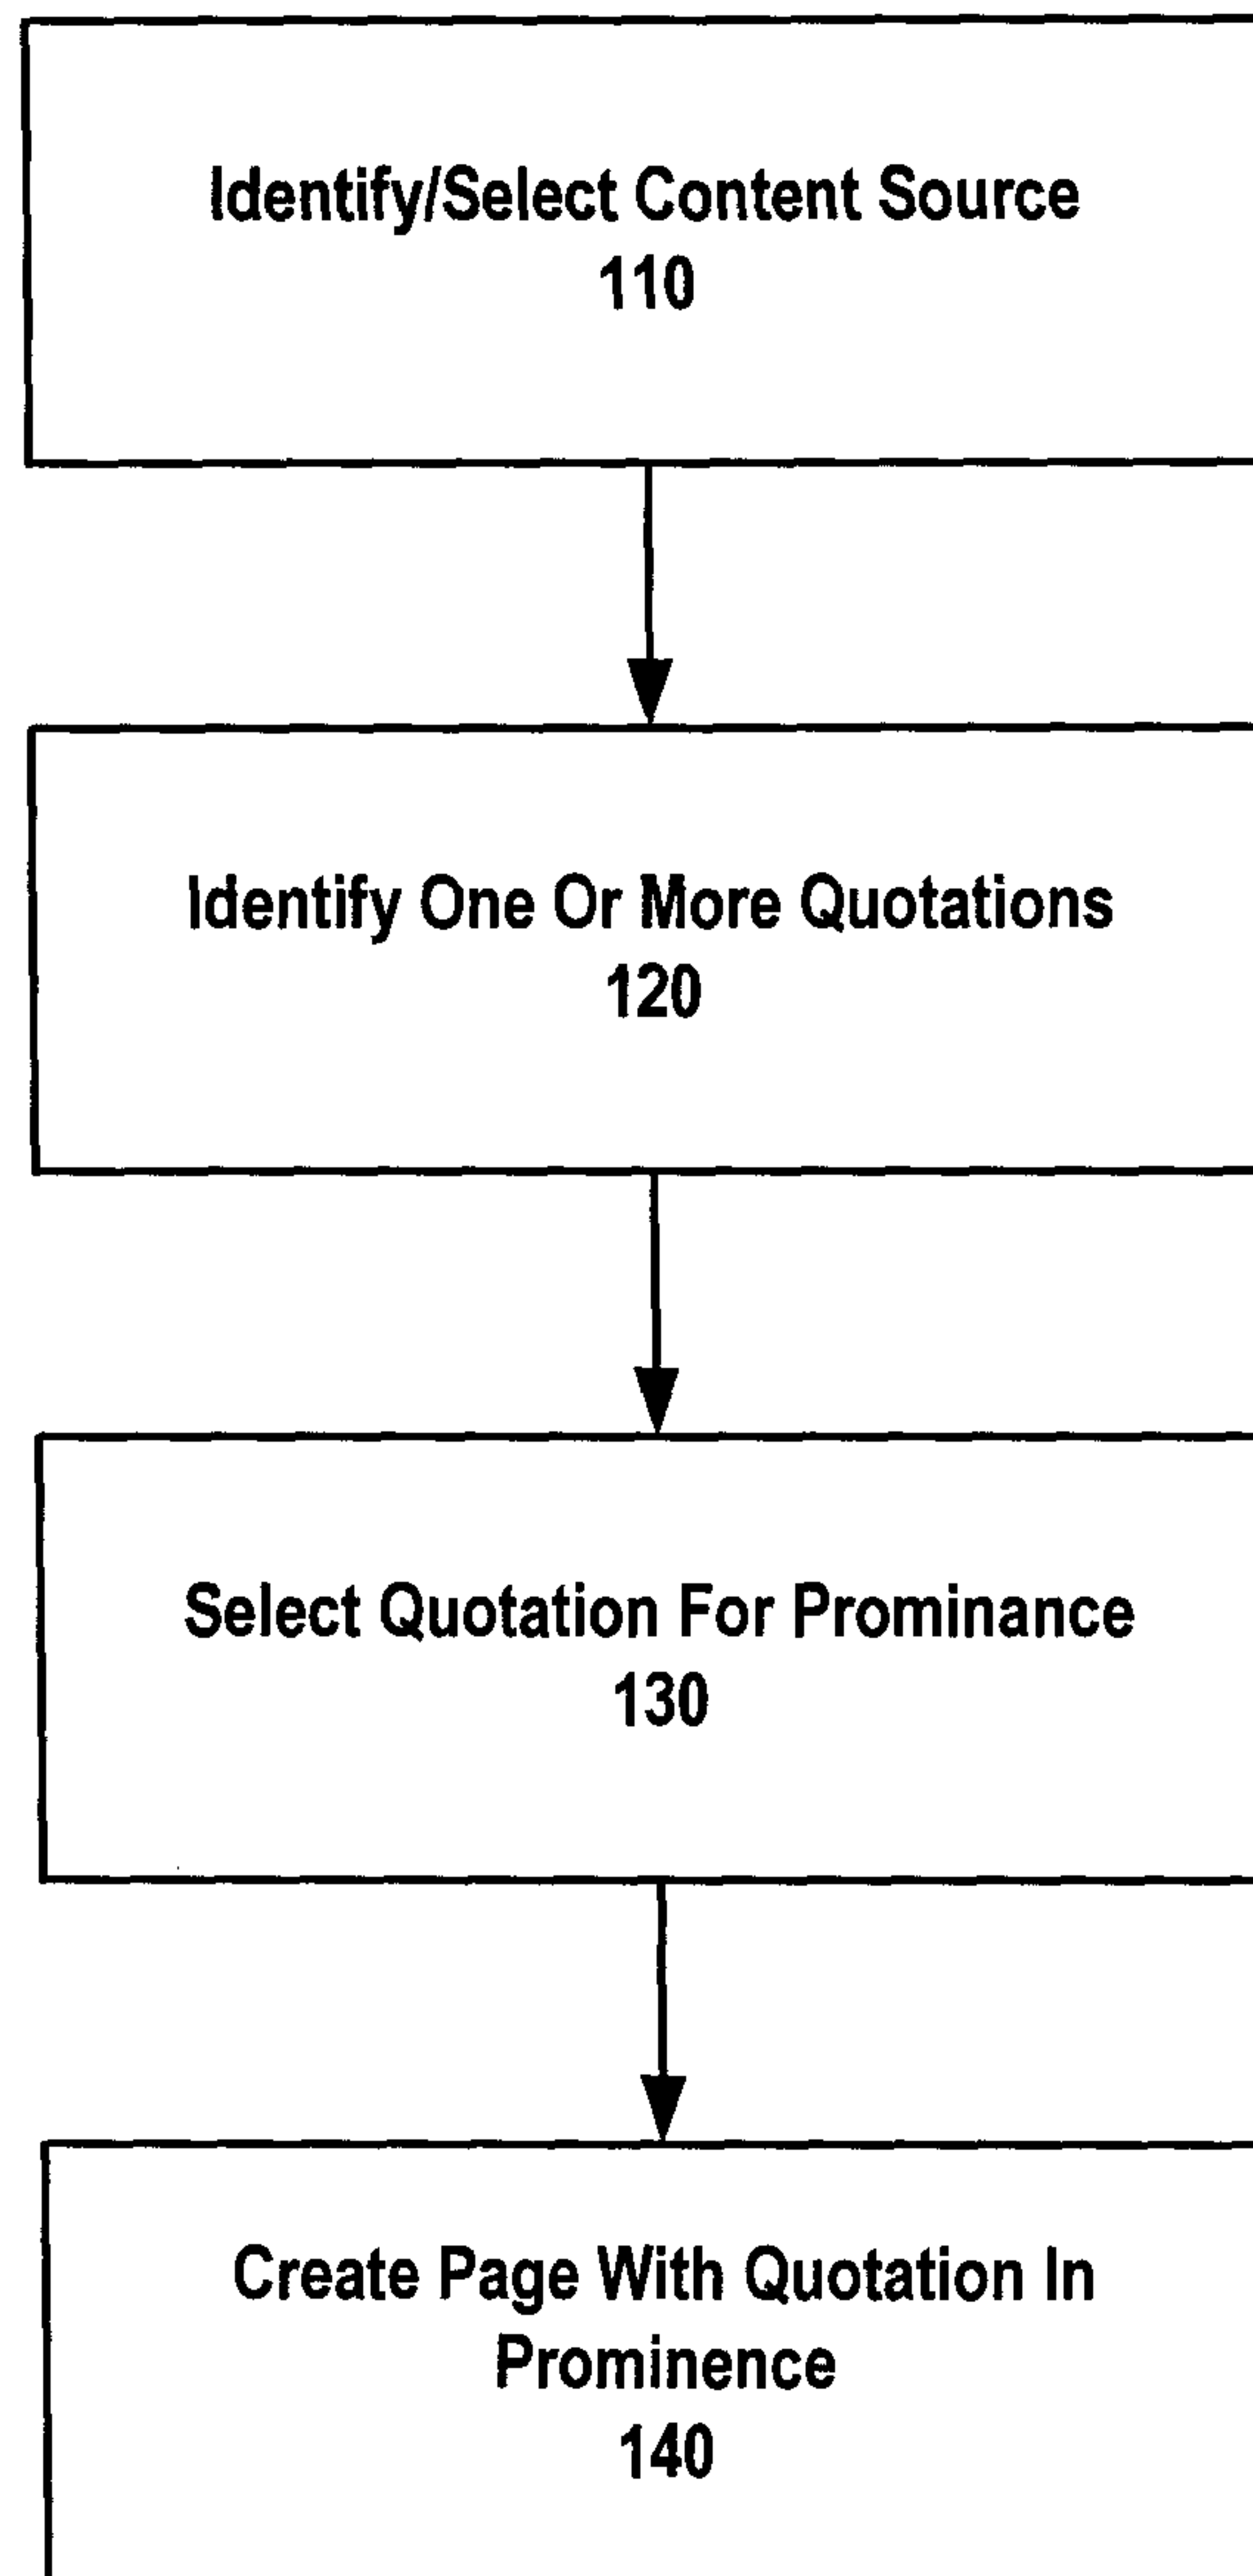 Identify/Select Content Source
110
Identify One Or More Quotations
120
Select Quotation For Prominance
130
Create Page With Quotation In
Prominence
140